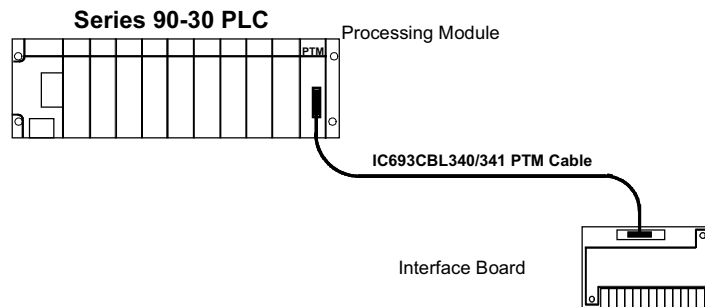 Series 90-30 PLC
Processing Module
PTM
IC693CBL340/341 PTM Cable
Interface Board